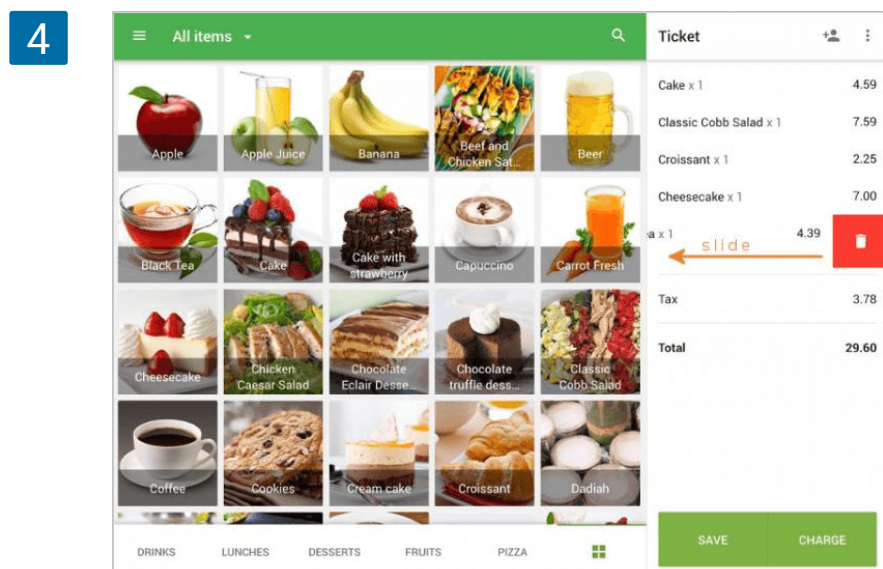 4
All items
Ticket
Apple
Apple Juice
Banana
Beef and
Chicken Sat...
Beer
Black Tea
Cake
Cake with
strawberry
Capuccino
Carrot Fresh
Cheesecake
Chicken
Caesar Salad
Chocolate
Eclair Desse...
Chocolate
truffle dess...
Classic
Cobb Salad
Coffee
Cookies
Cream cake
Croissant
Dadiah
DRINKS LUNCHES DESSERTS FRUITS PIZZA
Cake x 1 4.59
Classic Cobb Salad x 1 7.59
Croissant x 1 2.25
Cheesecake x 1 7.00
a x 1 4.39
slide
Tax 3.78
Total 29.60
SAVE CHARGE